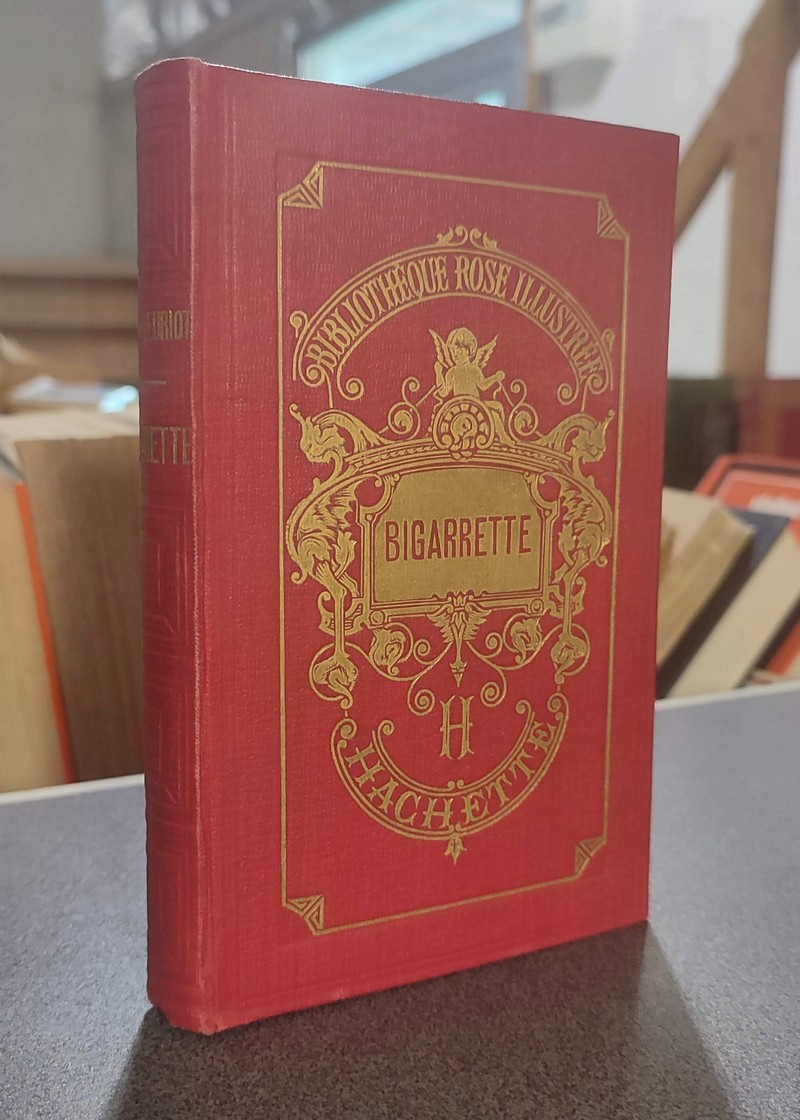 BIBLIOTHÈQUE ROSE ILLUSTRÉE
BIGARRETTE
H
HACHETTE